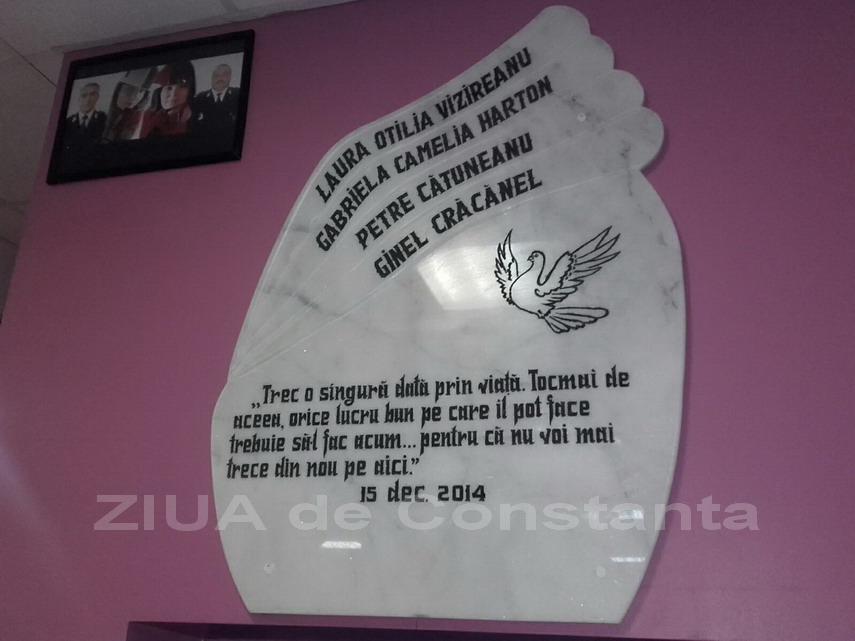 LAURA OTILIA VIZIREANU
GABRIELA CAMELIA HARTON
PETRE CĂTUNEANU
GINEL CRĂCĂNEL
„Trec o singură dată prin viață. Tocmai de
aceea, orice lucru bun pe care îl pot face
trebuie să-l fac acum... pentru că nu voi mai
trece din nou pe aici.”
15 dec. 2014
ZIUA de Constanta